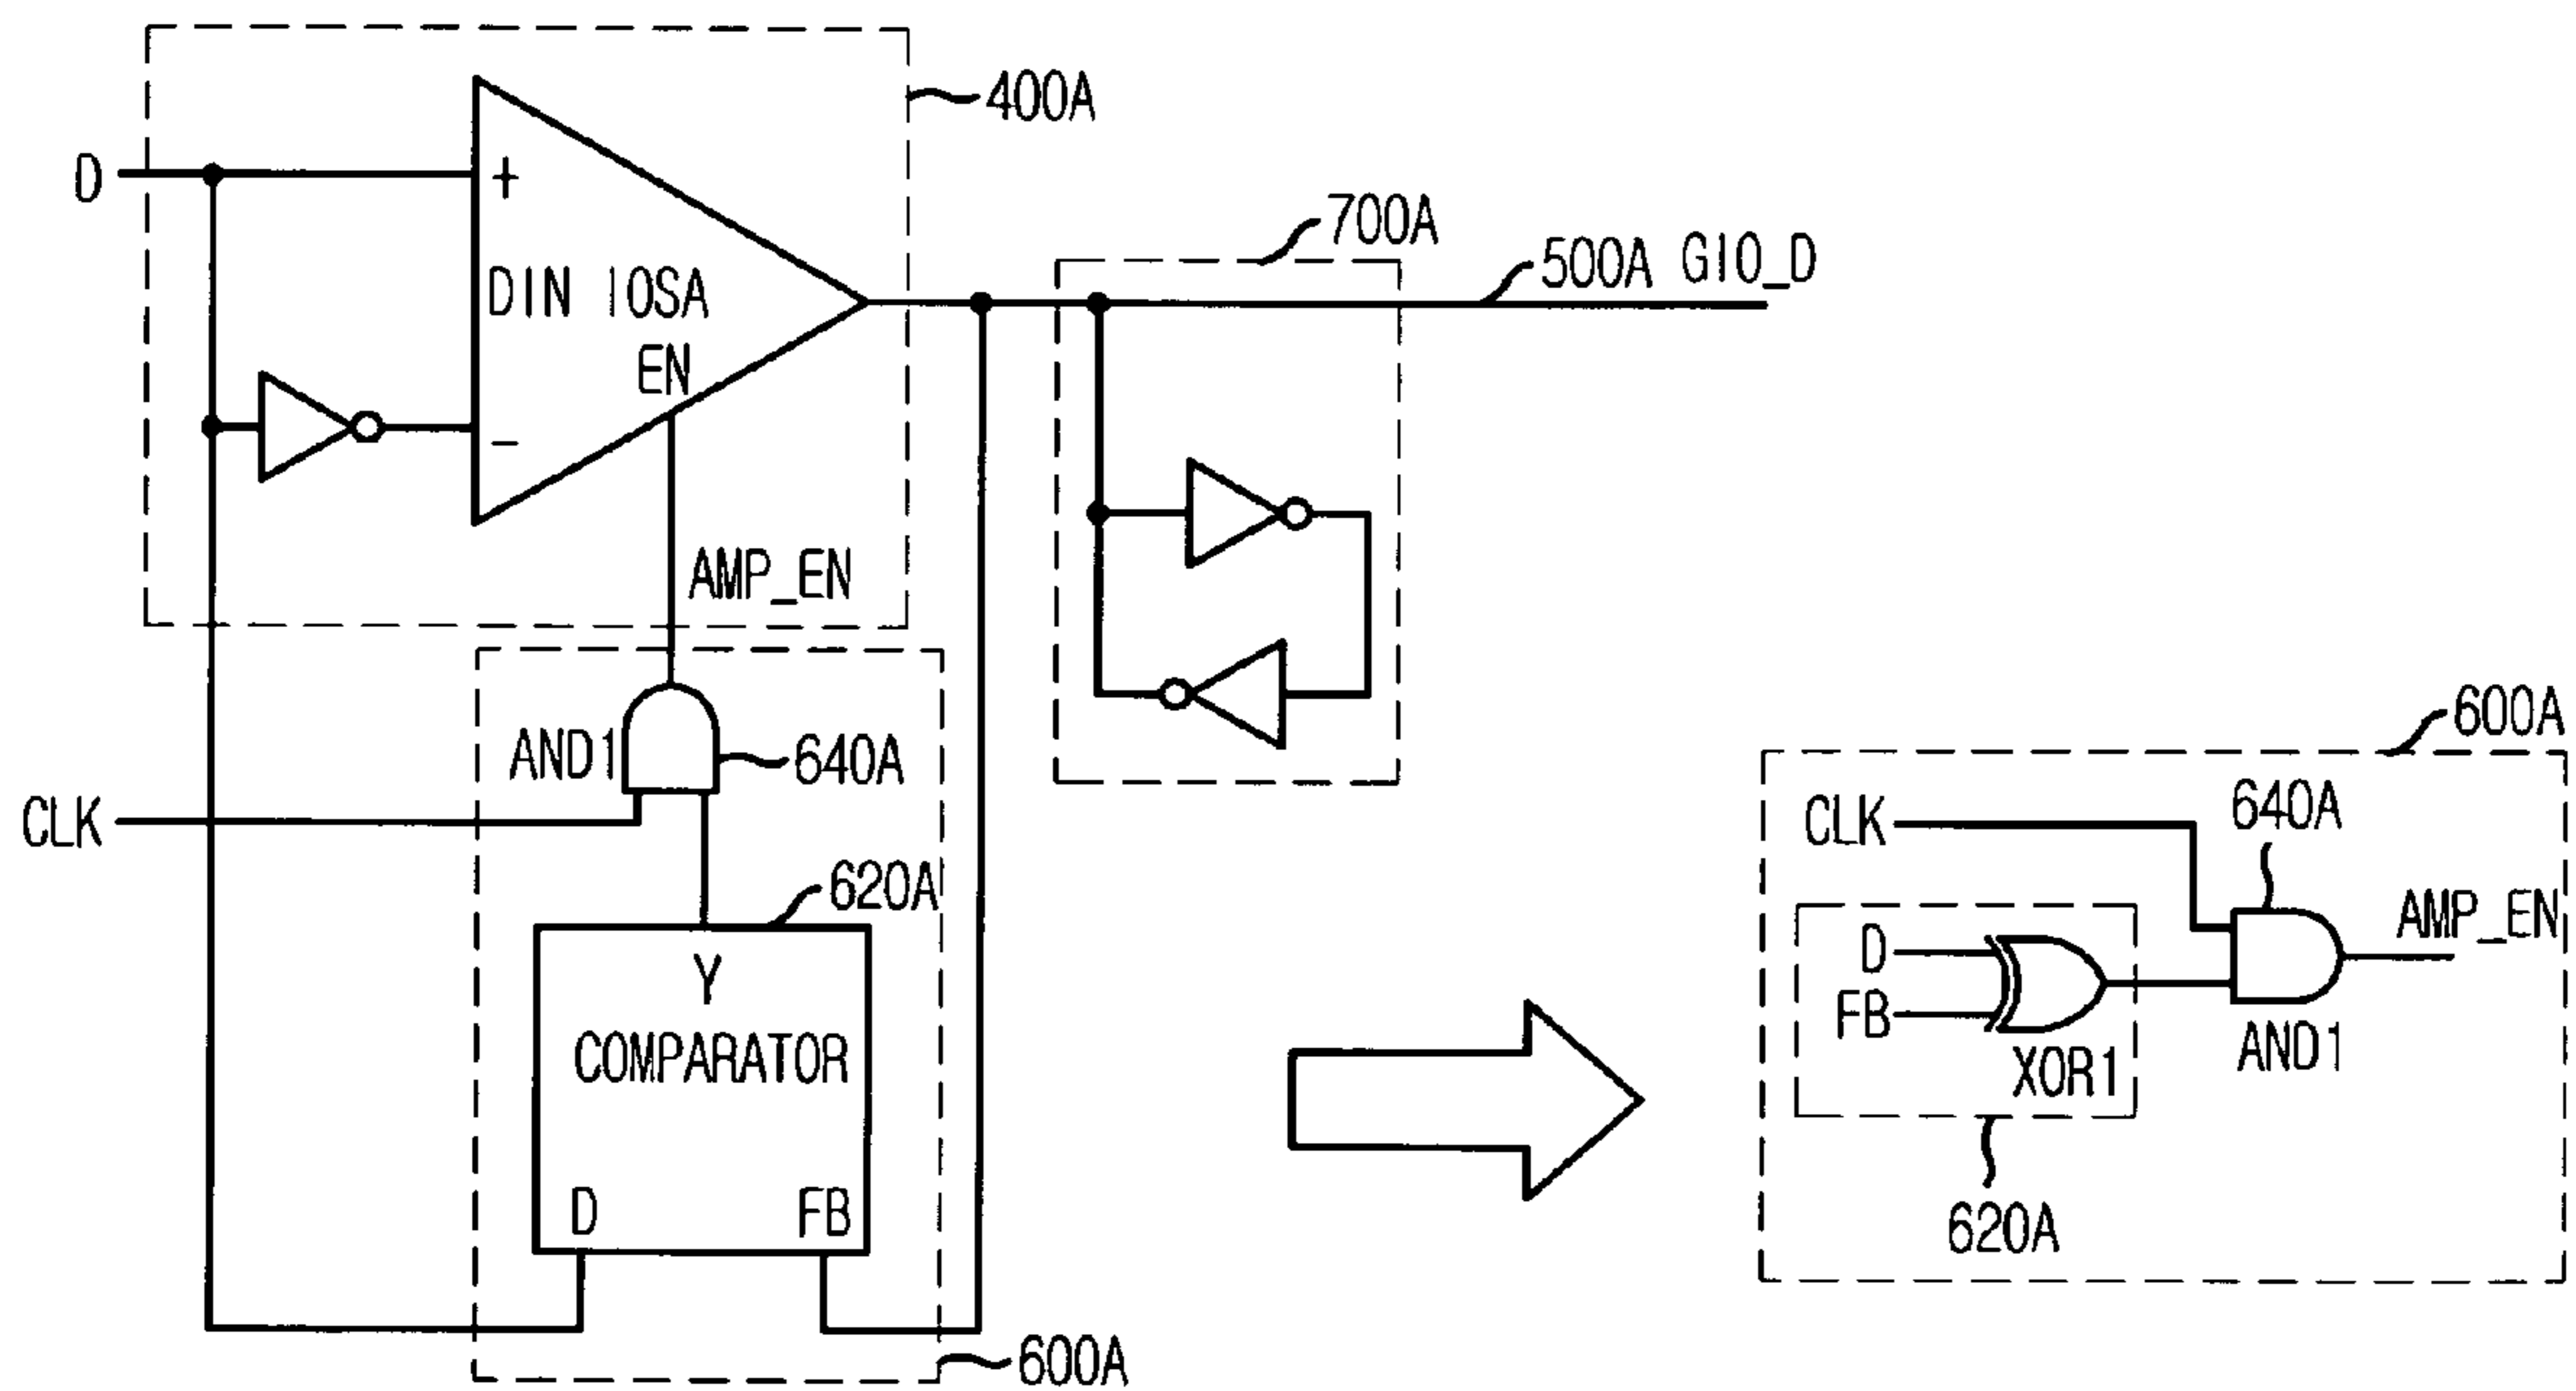 400A
D
+
700A
500A GIO_D
DIN IOSA
EN
-
AMP_EN
AND1
640A
CLK
620A
Y
COMPARATOR
D
FB
600A
600A
CLK
640A
AMP_EN
D
FB
XOR1
AND1
620A